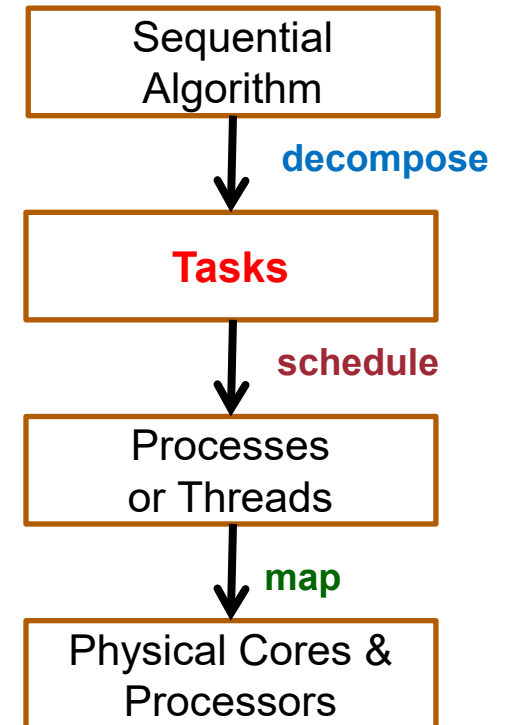 Sequential
Algorithm
decompose
Tasks
schedule
Processes
or Threads
map
Physical Cores &
Processors